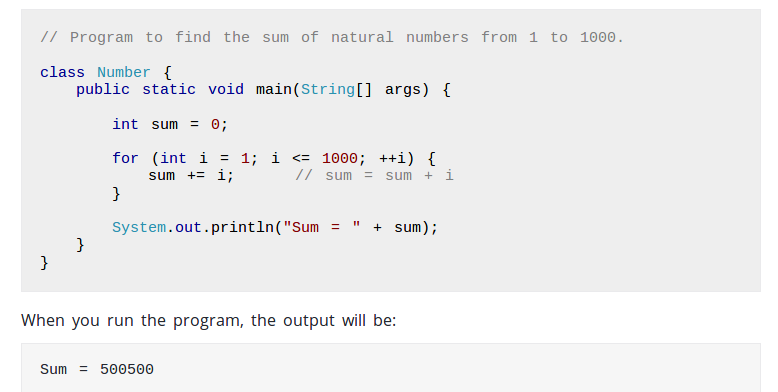 // Program to find the sum of natural numbers from 1 to 1000.
class Number {
public static void main(String[] args) {
int sum = 0;
for (int i = 1; i <= 1000; ++i) {
sum += i; // sum = sum + i
}
System.out.println("Sum = " + sum);
}
}
When you run the program, the output will be:
Sum = 500500